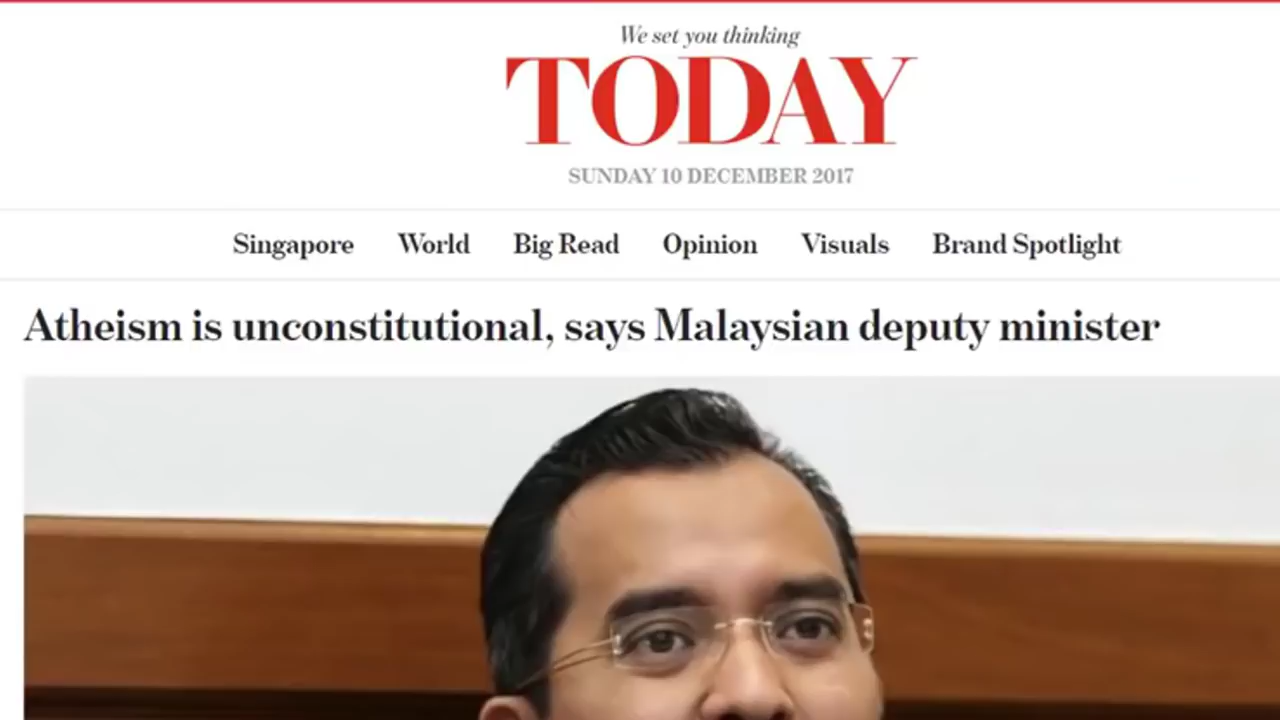 We set you thinking
TODAY
SUNDAY 10 DECEMBER 2017
Singapore World Big Read Opinion Visuals Brand Spotlight
Atheism is unconstitutional, says Malaysian deputy minister